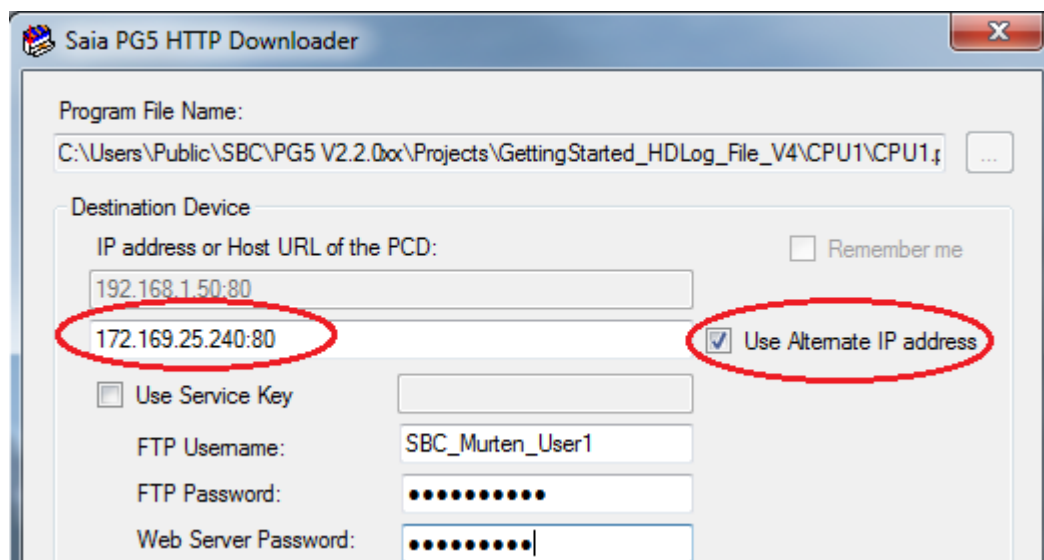 Saia PG5 HTTP Downloader
Program File Name:
C:\Users\Public\SBC\PG5 V2.2.0xx\Projects\GettingStarted_HDLog_File_V4\CPU1\CPU1.p
...
Destination Device
IP address or Host URL of the PCD:
Remember me
192.168.1.50:80
172.169.25.240:80
Use Alternate IP address
Use Service Key
FTP Username:
SBC_Murten_User1
FTP Password:
●●●●●●●●●●
Web Server Password:
●●●●●●●●●